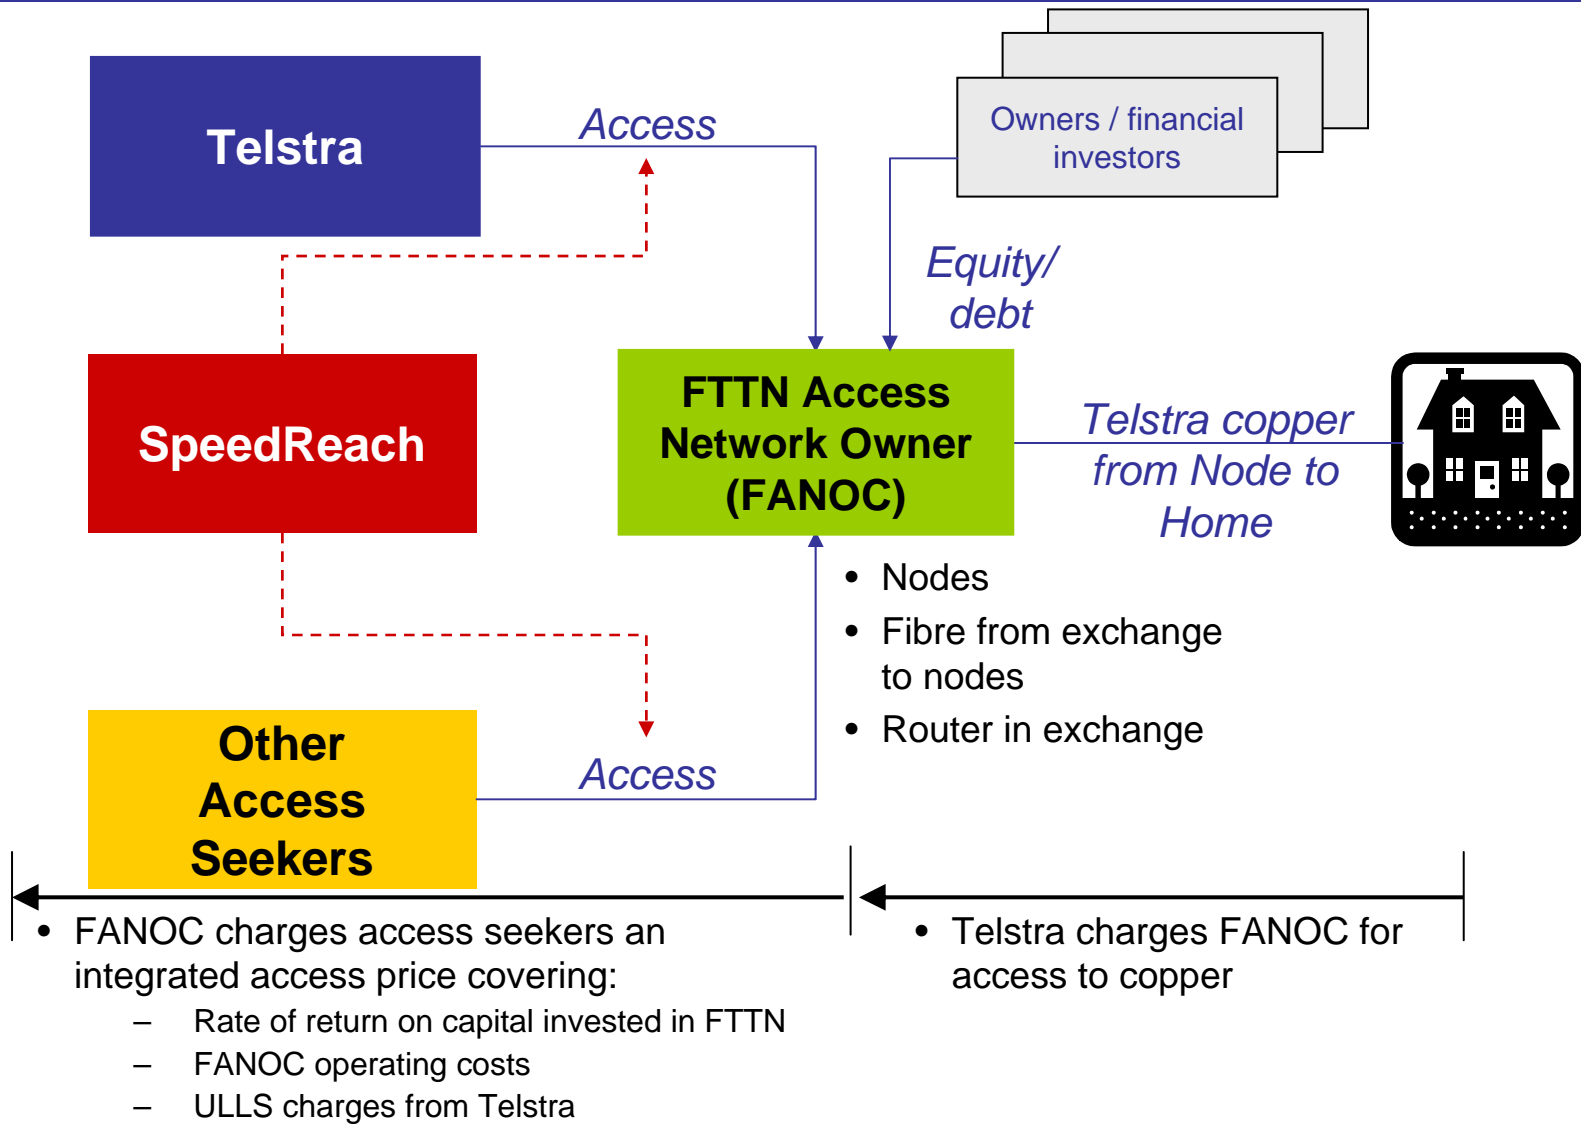 Telstra
Access
Owners / financial
investors
Equity/
debt
SpeedReach
FTTN Access
Network Owner
(FANOC)
Telstra copper
from Node to
Home
• Nodes
• Fibre from exchange
to nodes
• Router in exchange
Other
Access
Seekers
Access
• FANOC charges access seekers an
integrated access price covering:
– Rate of return on capital invested in FTTN
– FANOC operating costs
– ULLS charges from Telstra
• Telstra charges FANOC for
access to copper